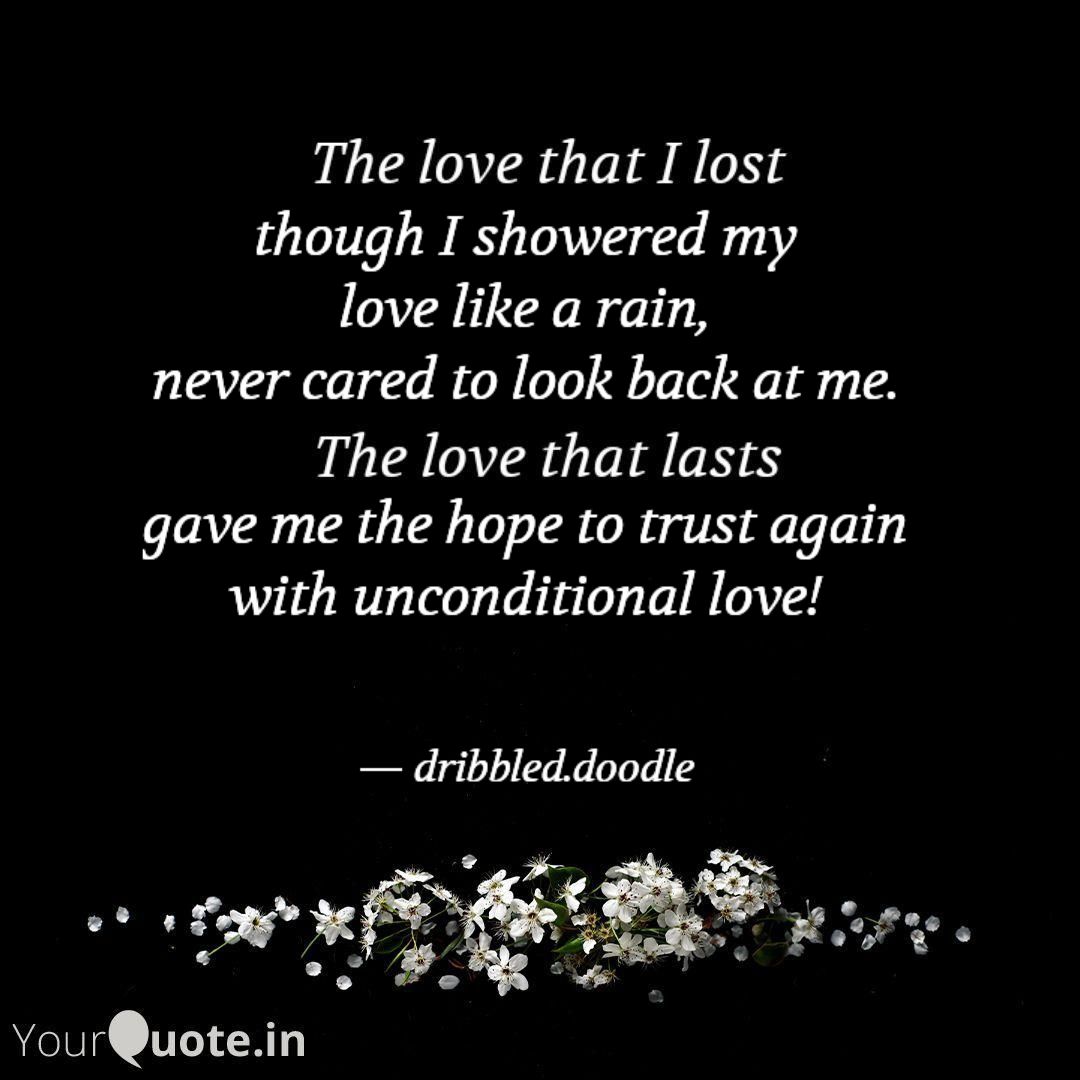 The love that I lost
though I showered my
love like a rain,
never cared to look back at me.
The love that lasts
gave me the hope to trust again
with unconditional love!
— dribbled.doodle
YourQuote.in